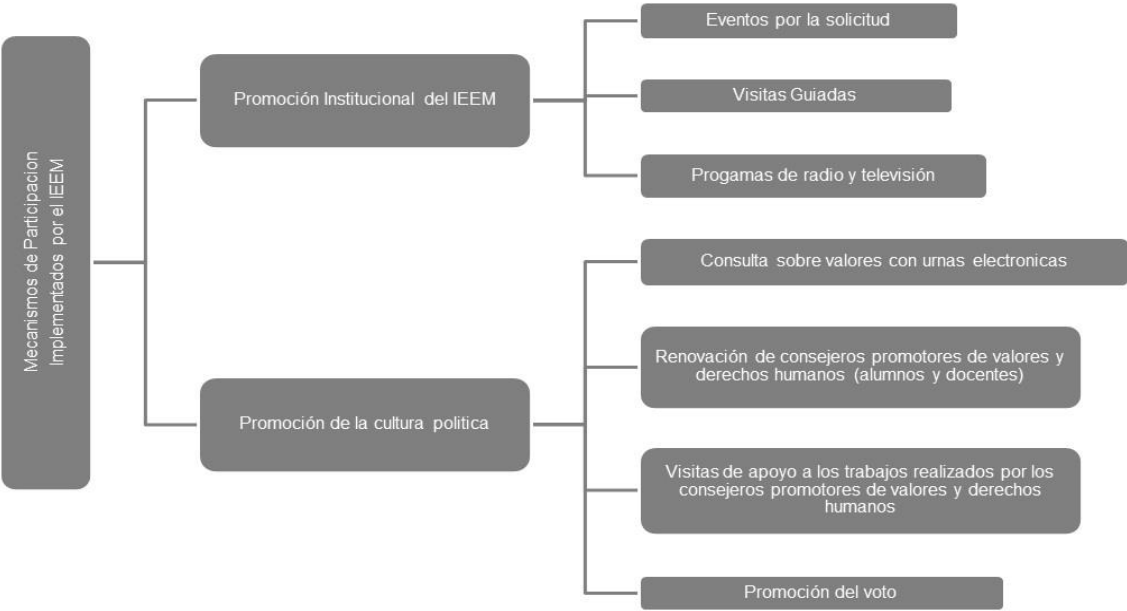 Mecanismos de Participacion
Implementados por el IEEM
Promoción Institucional del IEEM
Eventos por la solicitud
Visitas Guiadas
Progamas de radio y televisión
Promoción de la cultura politica
Consulta sobre valores con urnas electronicas
Renovación de consejeros promotores de valores y
derechos humanos (alumnos y docentes)
Visitas de apoyo a los trabajos realizados por los
consejeros promotores de valores y derechos
humanos
Promoción del voto